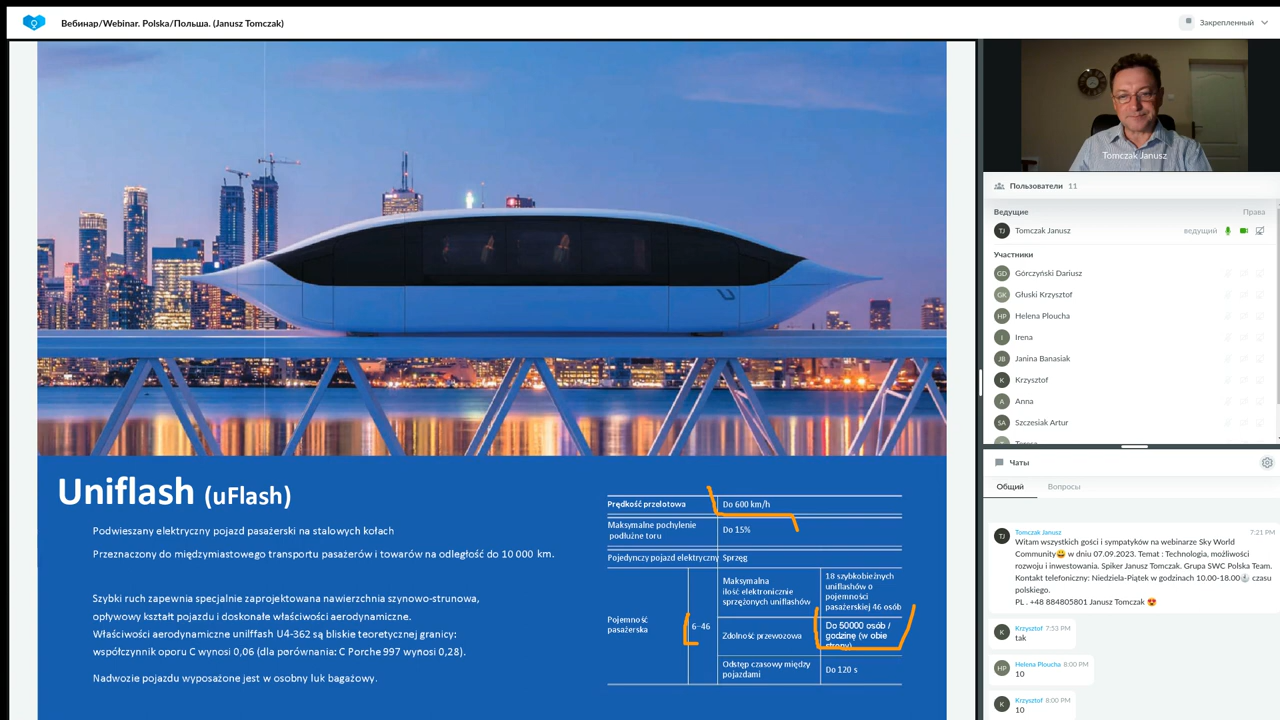 Вебинар/Webinar. Polska/Польша. (Janusz Tomczak)
Закрепленный
Uniflash (uFlash)
Podwieszany elektryczny pojazd pasażerski na stalowych kołach
Przeznaczony do międzymiastowego transportu pasażerów i towarów na odległość do 10 000 km.
Szybki ruch zapewnia specjalnie zaprojektowana nawierzchnia szynowo-strunowa,
opływowy kształt pojazdu i doskonałe właściwości aerodynamiczne.
Właściwości aerodynamiczne unilffash U4-362 są bliskie teoretycznej granicy:
współczynnik oporu C wynosi 0,06 (dla porównania: C Porche 997 wynosi 0,28).
Nadwozie pojazdu wyposażone jest w osobny luk bagażowy.
Prędkość przelotowa
Do 600 km/h
Maksymalne pochylenie
podłużne toru
Do 15%
Pojedynczy pojazd elektryczny
Sprzęg
Pojemność
pasażerska
6–46
Maksymalna
ilość elektronicznie
sprzężonych uniflashów
18 szybkobieżnych
uniflashów o
pojemności
pasażerskiej 46 osób
Zdolność przewozowa
Do 50000 osób /
godzinę (w obie
strony)
Odstęp czasowy między
pojazdami
Do 120 s
Tomczak Janusz
Пользователи 11
Ведущие Права
TJ Tomczak Janusz ведущий
Участники
GD Górczyński Dariusz
GK Głuski Krzysztof
HP Helena Ploucha
I Irena
JB Janina Banasiak
K Krzysztof
A Anna
SA Szczesiak Artur
Чаты
Общий Вопросы
TJ Tomczak Janusz 7:21 PM
Witam wszystkich gości i sympatyków na webinarze Sky World
Community😀 w dniu 07.09.2023. Temat : Technologia, możliwości
rozwoju i inwestowania. Spiker Janusz Tomczak. Grupa SWC Polska Team.
Kontakt telefoniczny: Niedziela-Piątek w godzinach 10.00-18.00 czasu
polskiego.
PL . +48 884805801 Janusz Tomczak 😍
K Krzysztof 7:53 PM
tak
HP Helena Ploucha 8:00 PM
10
K Krzysztof 8:00 PM
10